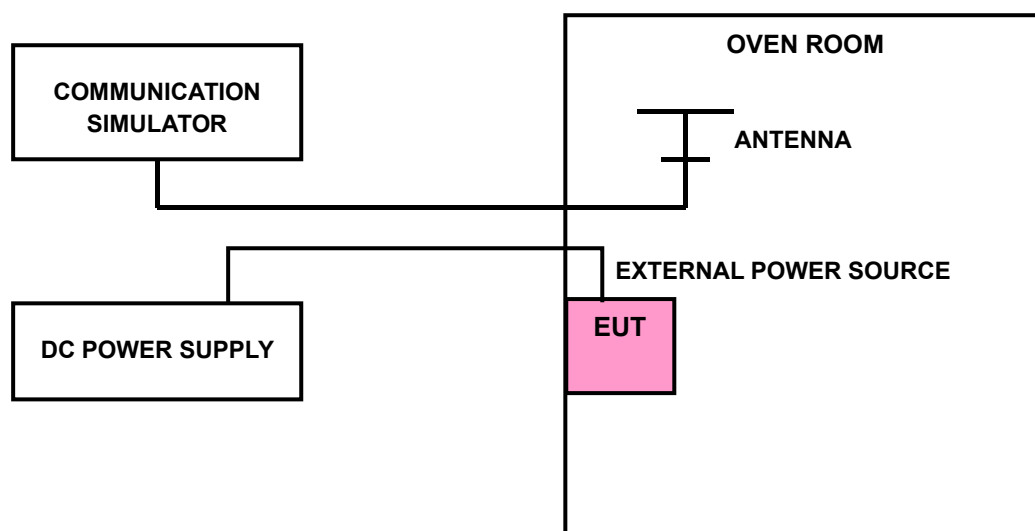 OVEN ROOM
COMMUNICATION
SIMULATOR
ANTENNA
EXTERNAL POWER SOURCE
EUT
DC POWER SUPPLY